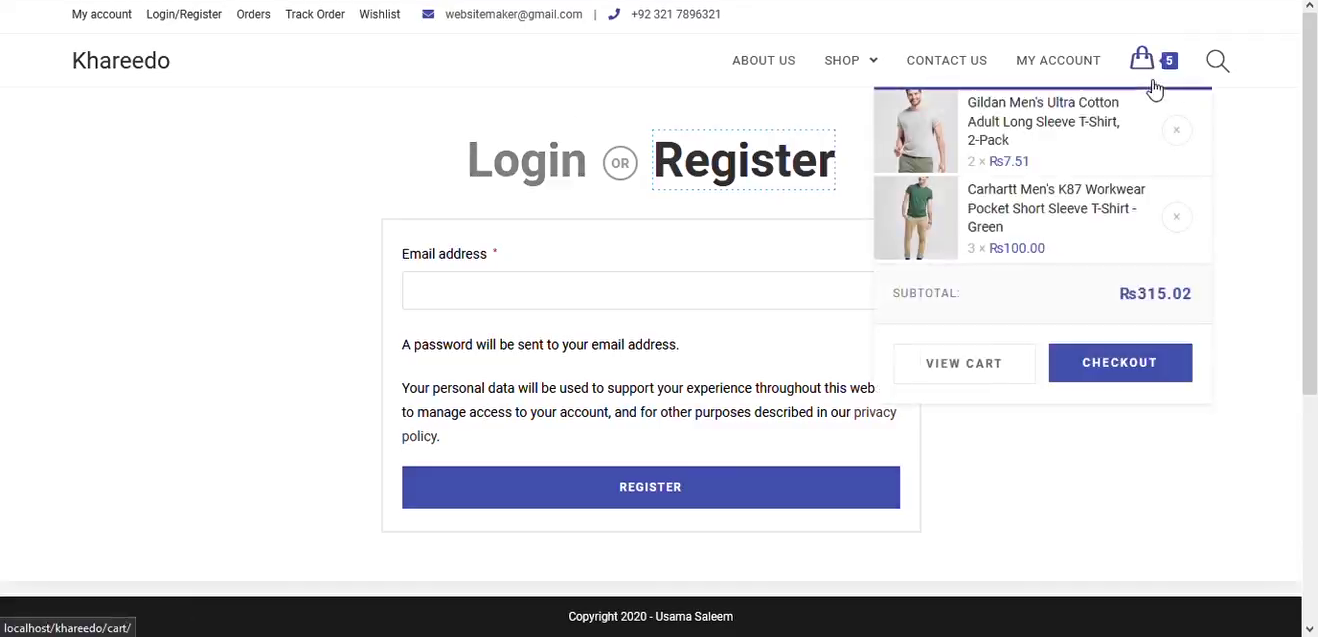 My account Login/Register Orders Track Order Wishlist websitemaker@gmail.com | +92 321 7896321
Khareedo
ABOUT US SHOP CONTACT US MY ACCOUNT 5
Login OR Register
Email address *
A password will be sent to your email address.
Your personal data will be used to support your experience throughout this web
to manage access to your account, and for other purposes described in our privacy
policy.
REGISTER
Gildan Men's Ultra Cotton
Adult Long Sleeve T-Shirt,
2-Pack
2 × ₨7.51
×
Carhartt Men's K87 Workwear
Pocket Short Sleeve T-Shirt -
Green
3 × ₨100.00
×
SUBTOTAL: ₨315.02
VIEW CART CHECKOUT
Copyright 2020 - Usama Saleem
localhost/khareedo/cart/